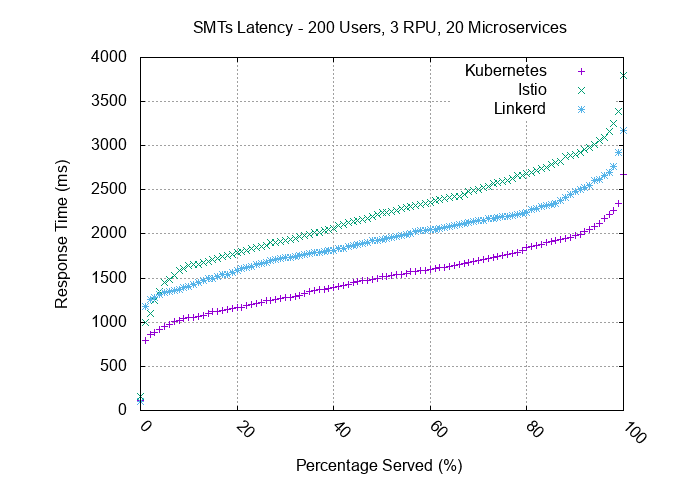 SMTs Latency - 200 Users, 3 RPU, 20 Microservices
4000
3500
3000
2500
2000
1500
1000
500
0
Response Time (ms)
Kubernetes
Istio
Linkerd
0
20
40
60
80
100
Percentage Served (%)